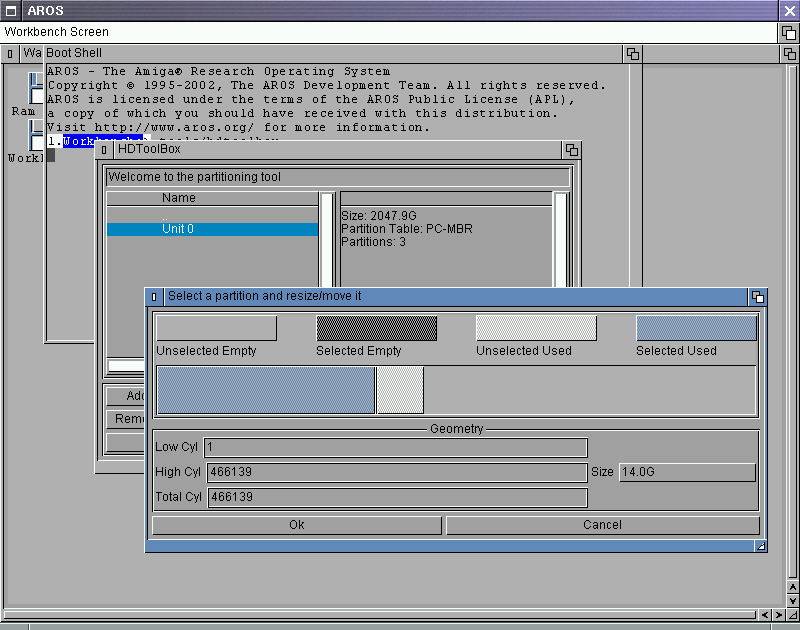 AROS
Workbench Screen
Wa
Boot Shell
AROS - The Amiga® Research Operating System
Copyright © 1995-2002, The AROS Development Team. All rights reserved.
AROS is licensed under the terms of the AROS Public License (APL),
a copy of which you should have received with this distribution.
Visit http://www.aros.org/ for more information.
Ram
Workl
HDToolBox
Welcome to the partitioning tool
Name
..
Unit 0
Size: 2047.9G
Partition Table: PC-MBR
Partitions: 3
Select a partition and resize/move it
Unselected Empty
Selected Empty
Unselected Used
Selected Used
Add
Remo
Geometry
Low Cyl 1
High Cyl 466139
Size 14.0G
Total Cyl 466139
Ok
Cancel